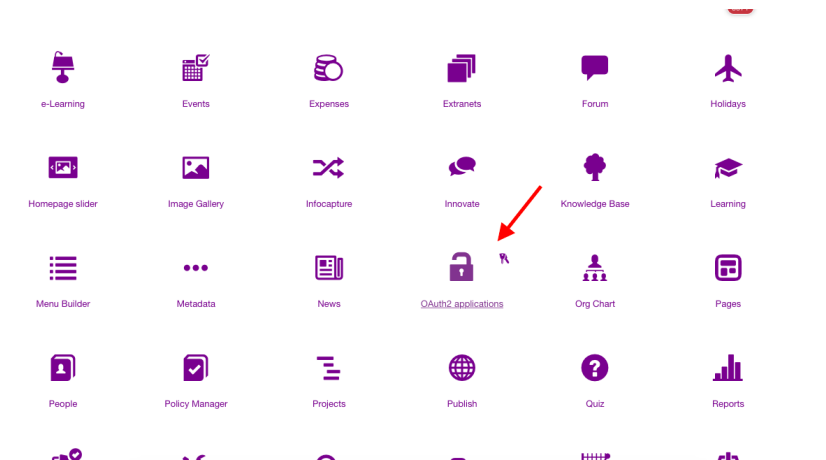 e-Learning
Events
Expenses
Extranets
Forum
Holidays
Homepage slider
Image Gallery
Infocapture
Innovate
Knowledge Base
Learning
Menu Builder
Metadata
News
OAuth2 applications
Org Chart
Pages
People
Policy Manager
Projects
Publish
Quiz
Reports